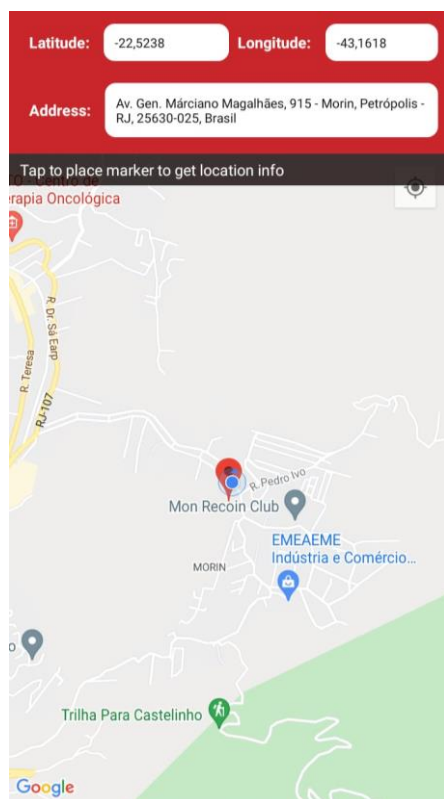 Latitude:
-22,5238
Longitude:
-43,1618
Address:
Av. Gen. Márciano Magalhães, 915 - Morin, Petrópolis -
RJ, 25630-025, Brasil
Tap to place marker to get location info
Centro de
erapia Oncológica
R. Dr. Sá Earp
R. Teresa
RJ-107
R. Pedro Ivo
Mon Recoin Club
EMEAEME
Indústria e Comércio...
MORIN
o
Trilha Para Castelinho
Google